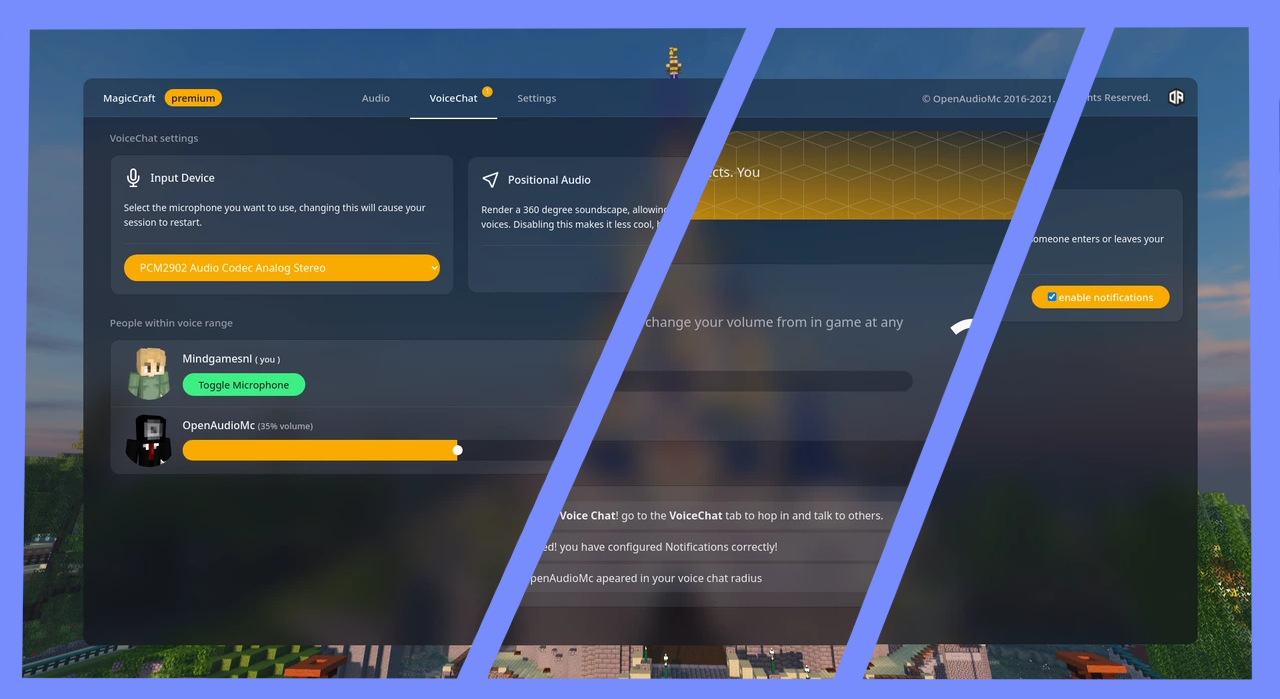 MagicCraft premium Audio VoiceChat 1 Settings © OpenAudioMc 2016-2021. nts Reserved. OA
VoiceChat settings
Input Device
Select the microphone you want to use, changing this will cause your
session to restart.
PCM2902 Audio Codec Analog Stereo
Positional Audio
Render a 360 degree soundscape, allowing
voices. Disabling this makes it less cool,
cts. You
omeone enters or leaves your
enable notifications
People within voice range
Mindgamesnl ( you )
Toggle Microphone
OpenAudioMc (35% volume)
change your volume from in game at any
Voice Chat! go to the VoiceChat tab to hop in and talk to others.
ed! you have configured Notifications correctly!
penAudioMc apeared in your voice chat radius